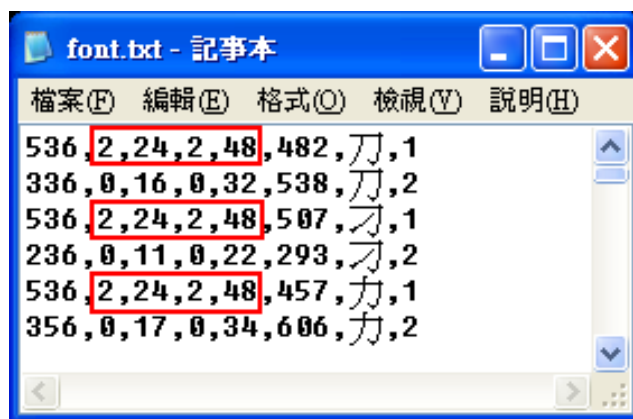 font.txt - 記事本
檔案(F) 編輯(E) 格式(O) 檢視(V) 說明(H)
536,2,24,2,48,482,刀,1
336,0,16,0,32,538,刀,2
536,2,24,2,48,507,刁,1
236,0,11,0,22,293,刁,2
536,2,24,2,48,457,力,1
356,0,17,0,34,606,力,2